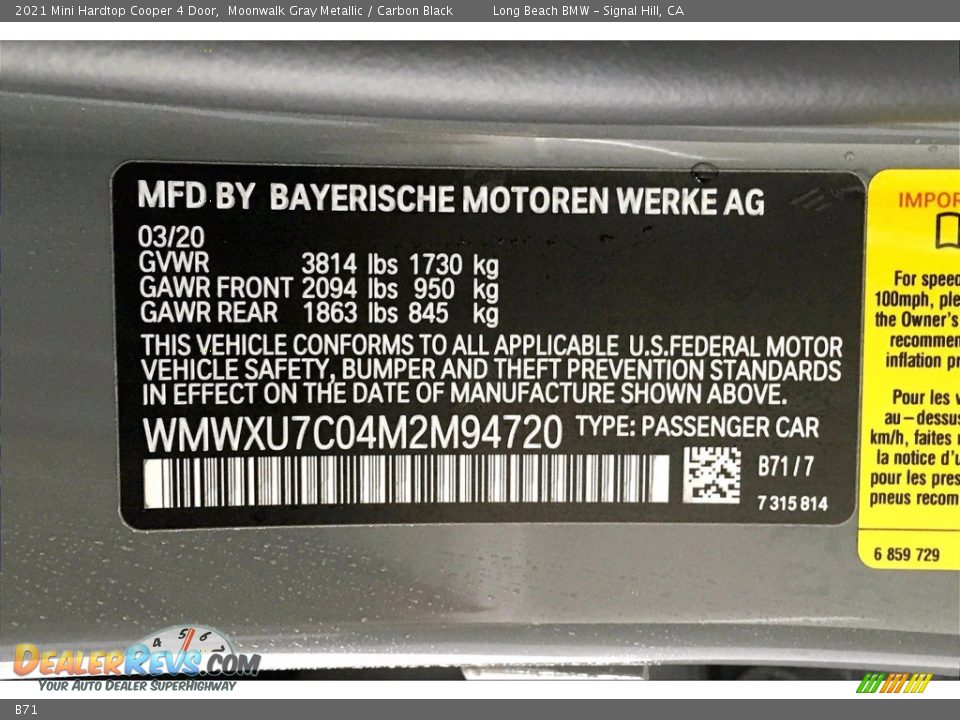 2021 Mini Hardtop Cooper 4 Door, Moonwalk Gray Metallic / Carbon Black Long Beach BMW – Signal Hill, CA
MFD BY BAYERISCHE MOTOREN WERKE AG
03/20
GVWR 3814 lbs 1730 kg
GAWR FRONT 2094 lbs 950 kg
GAWR REAR 1863 lbs 845 kg
THIS VEHICLE CONFORMS TO ALL APPLICABLE U.S.FEDERAL MOTOR
VEHICLE SAFETY, BUMPER AND THEFT PREVENTION STANDARDS
IN EFFECT ON THE DATE OF MANUFACTURE SHOWN ABOVE.
WMWXU7C04M2M94720 TYPE: PASSENGER CAR
B71/7
7 315 814
IMPOR
For speed
100mph, ple
the Owner's
recommen
inflation pr
Pour les v
au-dessus
km/h, faites
la notice d'u
pour les pres
pneus recom
6 859 729
4 5 6 7
DEALERREVS.COM
YOUR AUTO DEALER SUPERHIGHWAY
B71